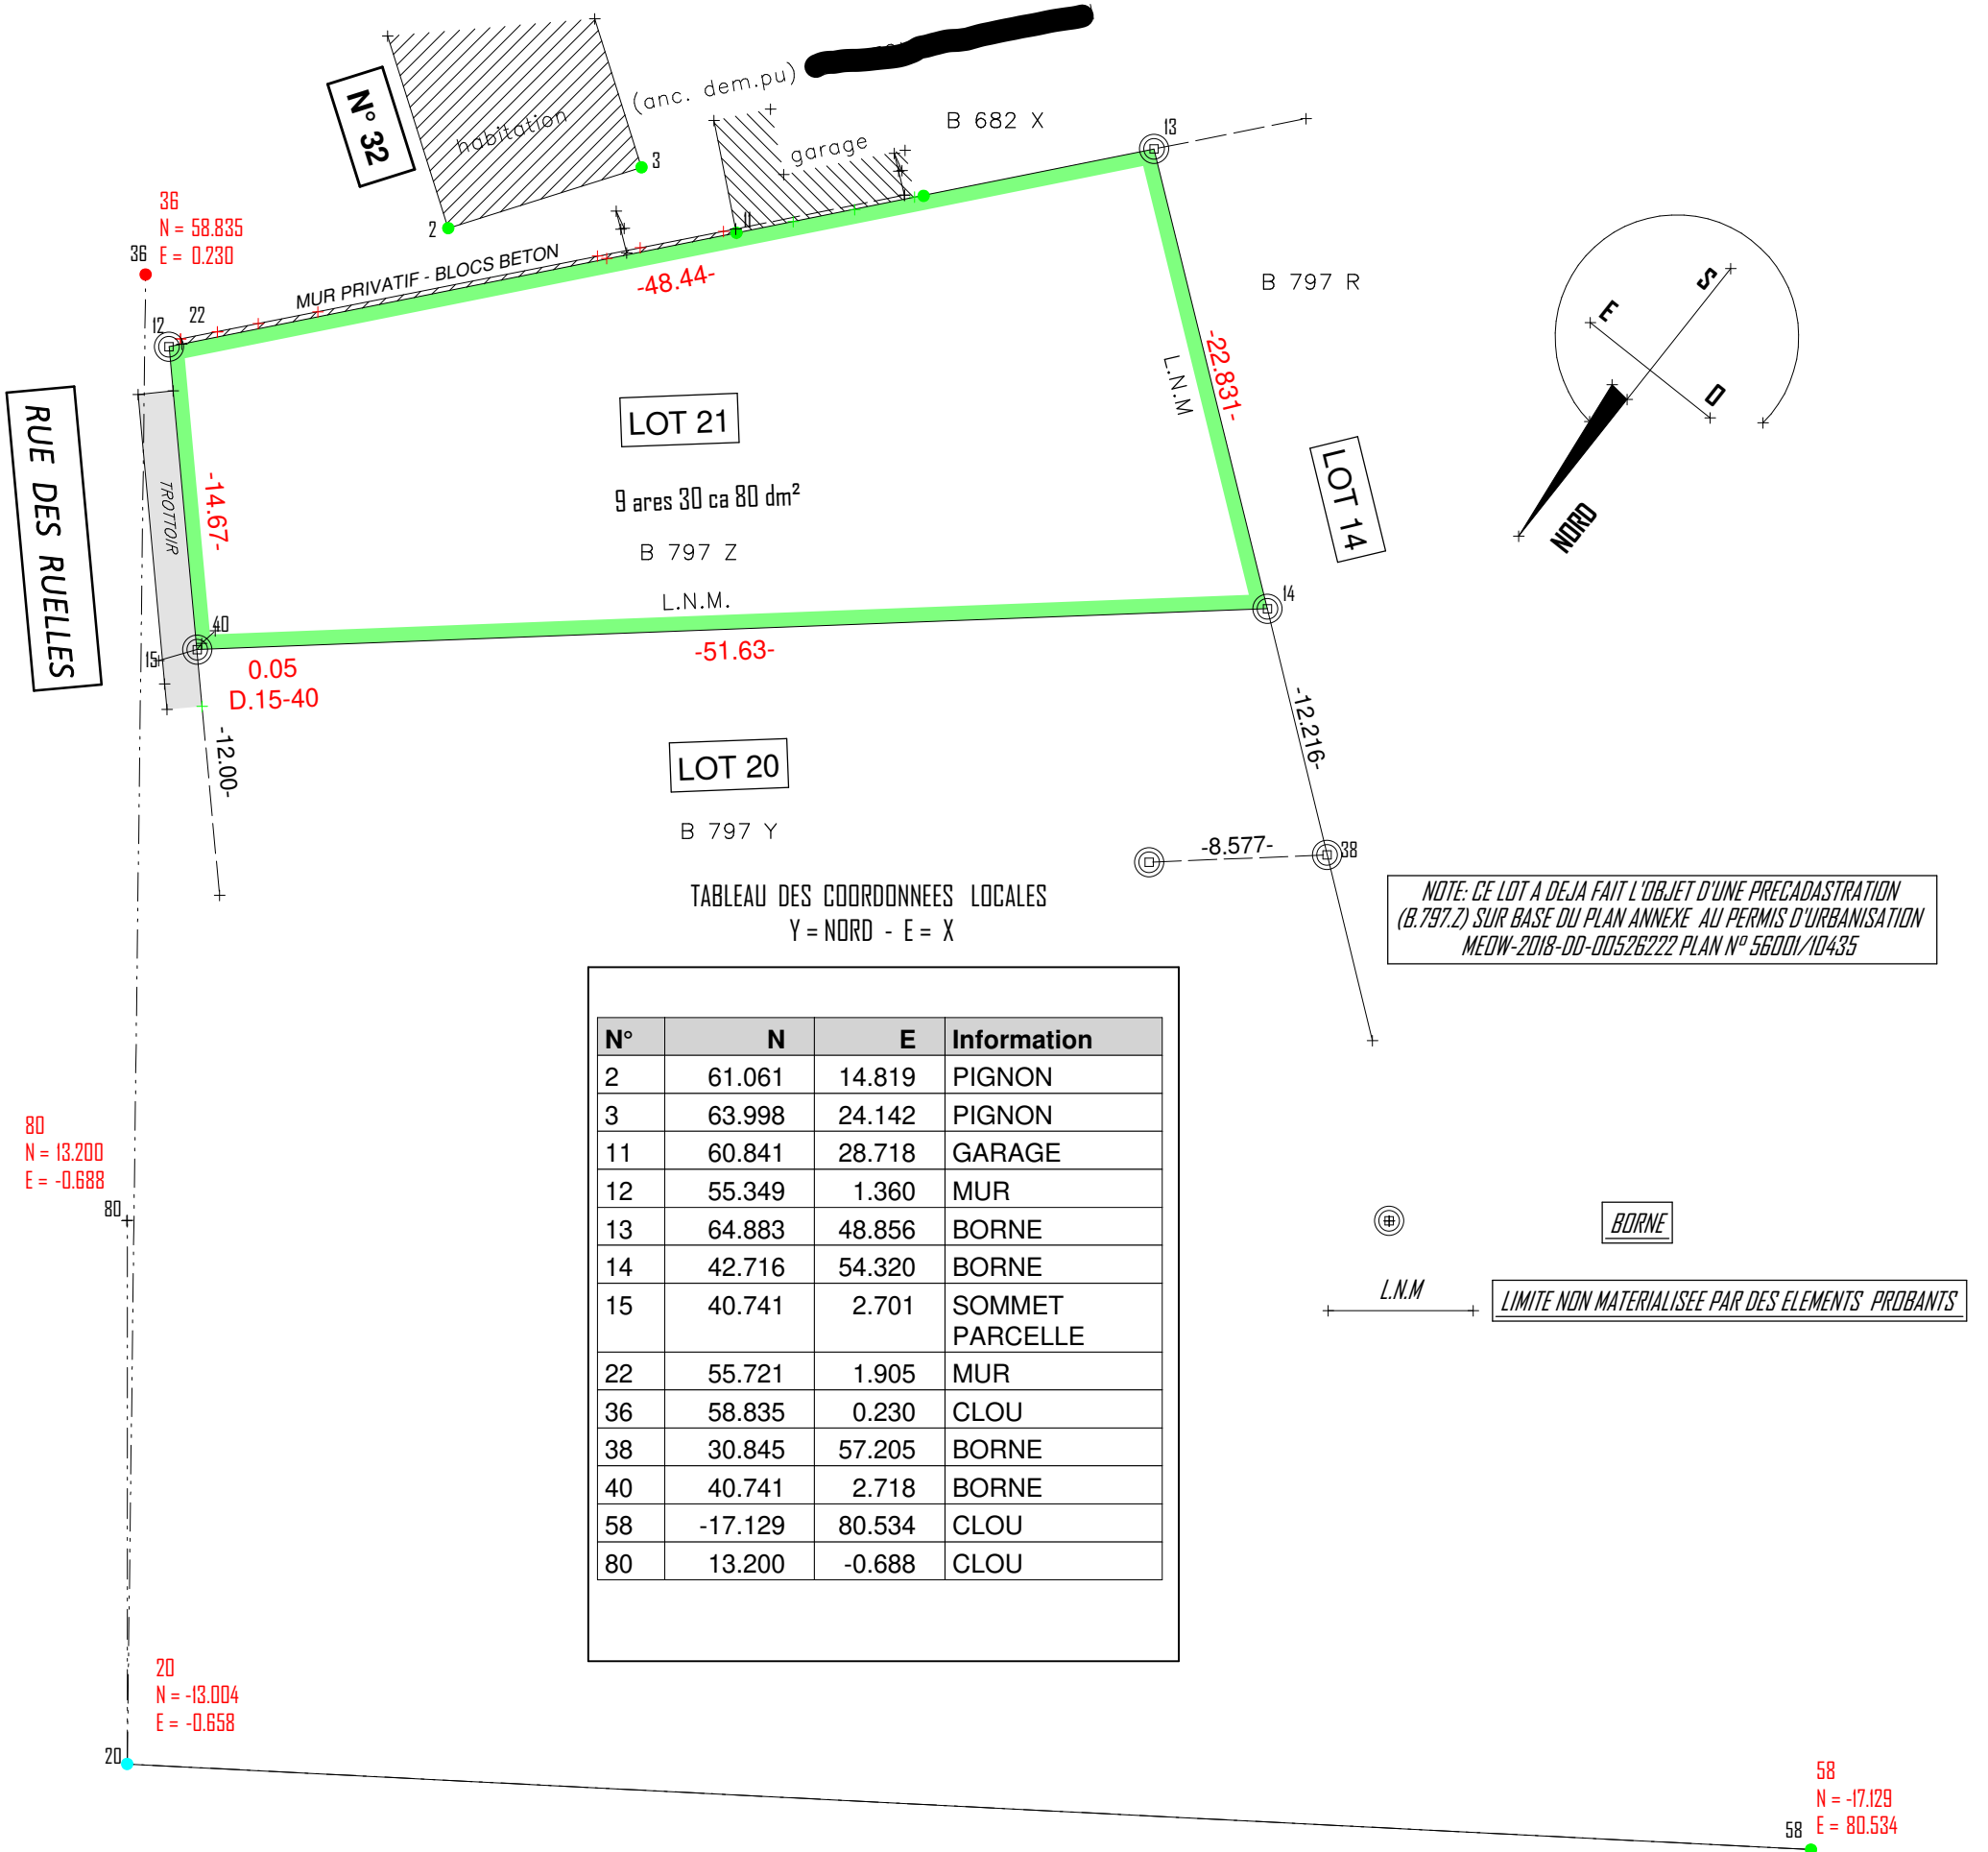 N° 32
habitation
(anc. dem.pu)
garage
B 682 X
13
3
2
11
36
N = 58.835
E = 0.230
36
MUR PRIVATIF - BLOCS BETON
-48.44-
22
12
B 797 R
-22.831-
L.N.M
S
E
O
NORD
RUE DES RUELLES
TROTTOIR
-14.67-
LOT 21
9 ares 30 ca 80 dm²
B 797 Z
L.N.M.
LOT 14
14
40
15
-51.63-
0.05
D.15-40
-12.00-
-12.216-
LOT 20
B 797 Y
-8.577-
38
TABLEAU DES COORDONNEES LOCALES
Y = NORD - E = X
NOTE: CE LOT A DEJA FAIT L'OBJET D'UNE PRECADASTRATION
(B.797.Z) SUR BASE DU PLAN ANNEXE AU PERMIS D'URBANISATION
MEOW-2018-DD-00526222 PLAN N° 56001/10435
N° N E Information
2 61.061 14.819 PIGNON
3 63.998 24.142 PIGNON
11 60.841 28.718 GARAGE
12 55.349 1.360 MUR
13 64.883 48.856 BORNE
14 42.716 54.320 BORNE
15 40.741 2.701 SOMMET
PARCELLE
22 55.721 1.905 MUR
36 58.835 0.230 CLOU
38 30.845 57.205 BORNE
40 40.741 2.718 BORNE
58 -17.129 80.534 CLOU
80 13.200 -0.688 CLOU
80
N = 13.200
E = -0.688
80
BORNE
L.N.M
LIMITE NON MATERIALISEE PAR DES ELEMENTS PROBANTS
20
N = -13.004
E = -0.658
20
58
N = -17.129
E = 80.534
58